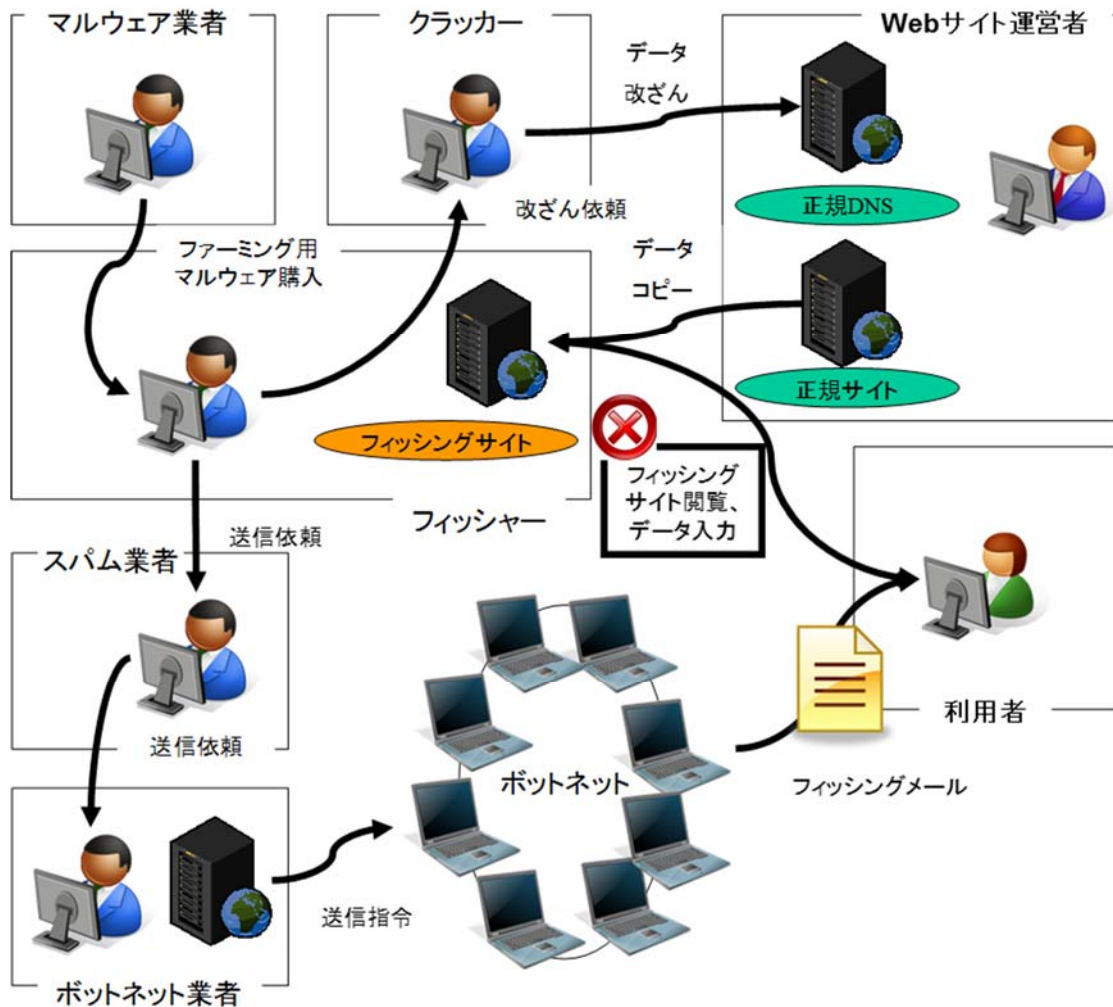 マルウェア業者
クラッカー
Webサイト運営者
データ
改ざん
正規DNS
改ざん依頼
ファーミング用
マルウェア購入
データ
コピー
正規サイト
フィッシングサイト
フィッシング
サイト閲覧、
データ入力
フィッシャー
送信依頼
スパム業者
送信依頼
利用者
ボットネット
フィッシングメール
送信指令
ボットネット業者